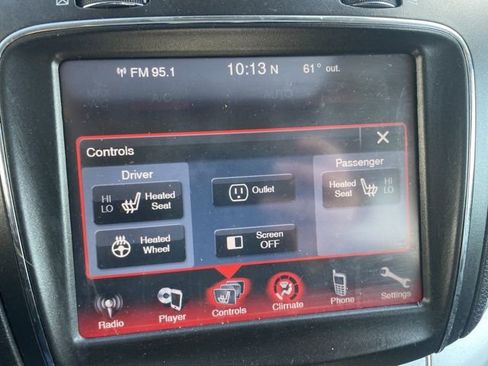 FM 95.1 10:13 N 61° out.
Controls
Driver Passenger
HI
LO
Heated
Seat
Outlet
Heated
Seat
HI
LO
Heated
Wheel
Screen
OFF
Radio Player Controls Climate Phone Settings